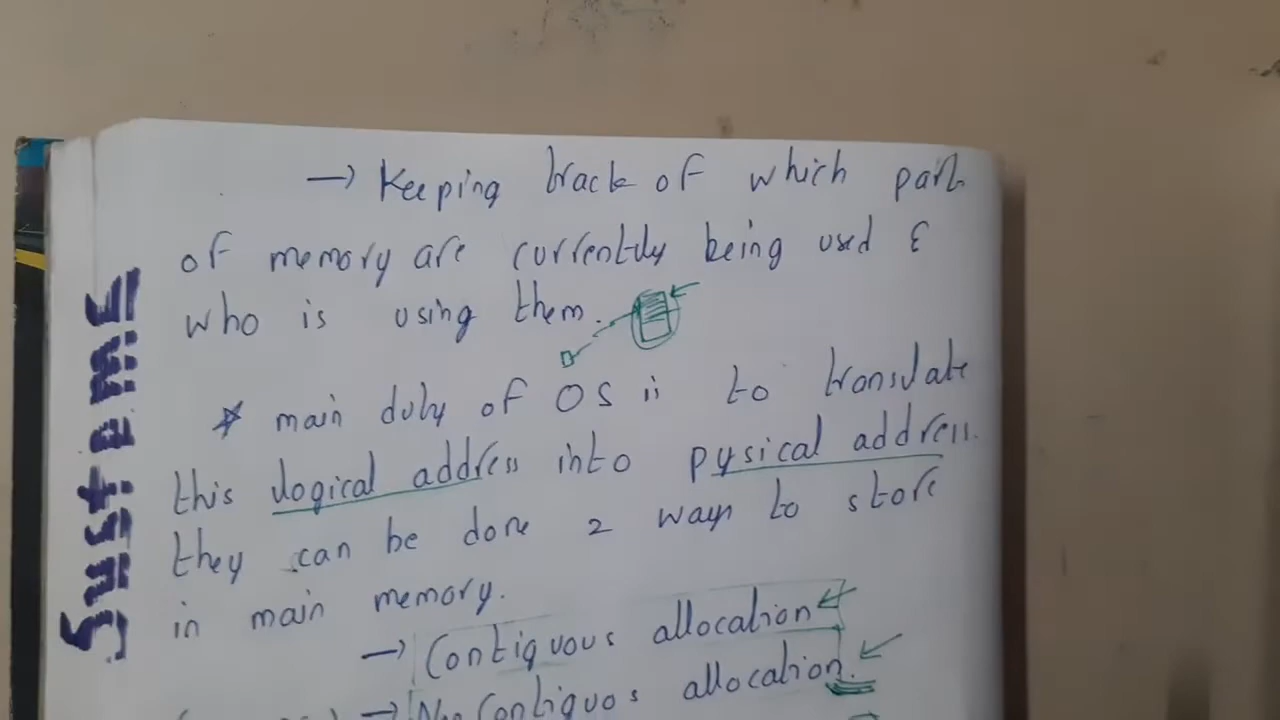 → Keeping track of which part
of memory are currently being used &
who is using them.
* main duty of OS is to translate
this logical address into pysical address.
they can be done 2 ways to store
in main memory.
→ Contiquous allocation
→ Non Contiquos allocation.